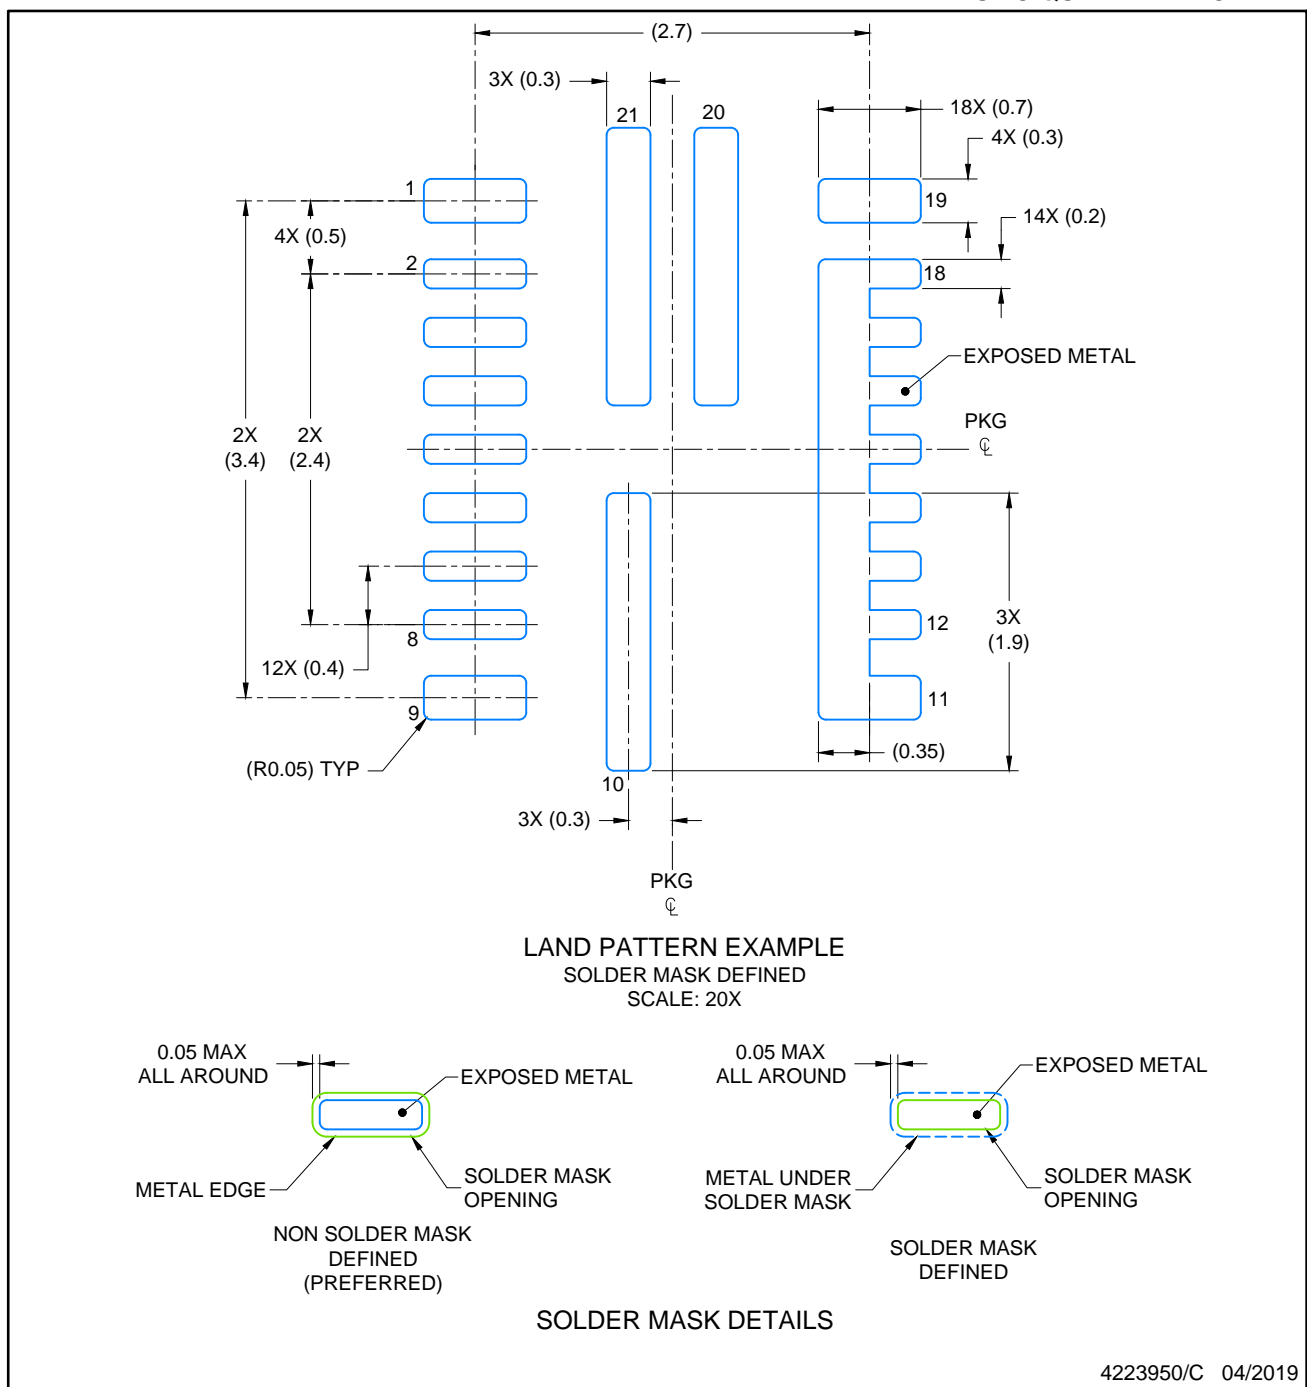 (2.7)
3X (0.3)
21
20
18X (0.7)
4X (0.3)
1
19
4X (0.5)
14X (0.2)
2
18
EXPOSED METAL
PKG
℄
2X
(3.4)
2X
(2.4)
8
12
3X
(1.9)
12X (0.4)
9
11
(R0.05) TYP
(0.35)
10
3X (0.3)
PKG
℄
LAND PATTERN EXAMPLE
SOLDER MASK DEFINED
SCALE: 20X
0.05 MAX
ALL AROUND
EXPOSED METAL
METAL EDGE
SOLDER MASK
OPENING
NON SOLDER MASK
DEFINED
(PREFERRED)
0.05 MAX
ALL AROUND
EXPOSED METAL
METAL UNDER
SOLDER MASK
SOLDER MASK
OPENING
SOLDER MASK
DEFINED
SOLDER MASK DETAILS
4223950/C 04/2019